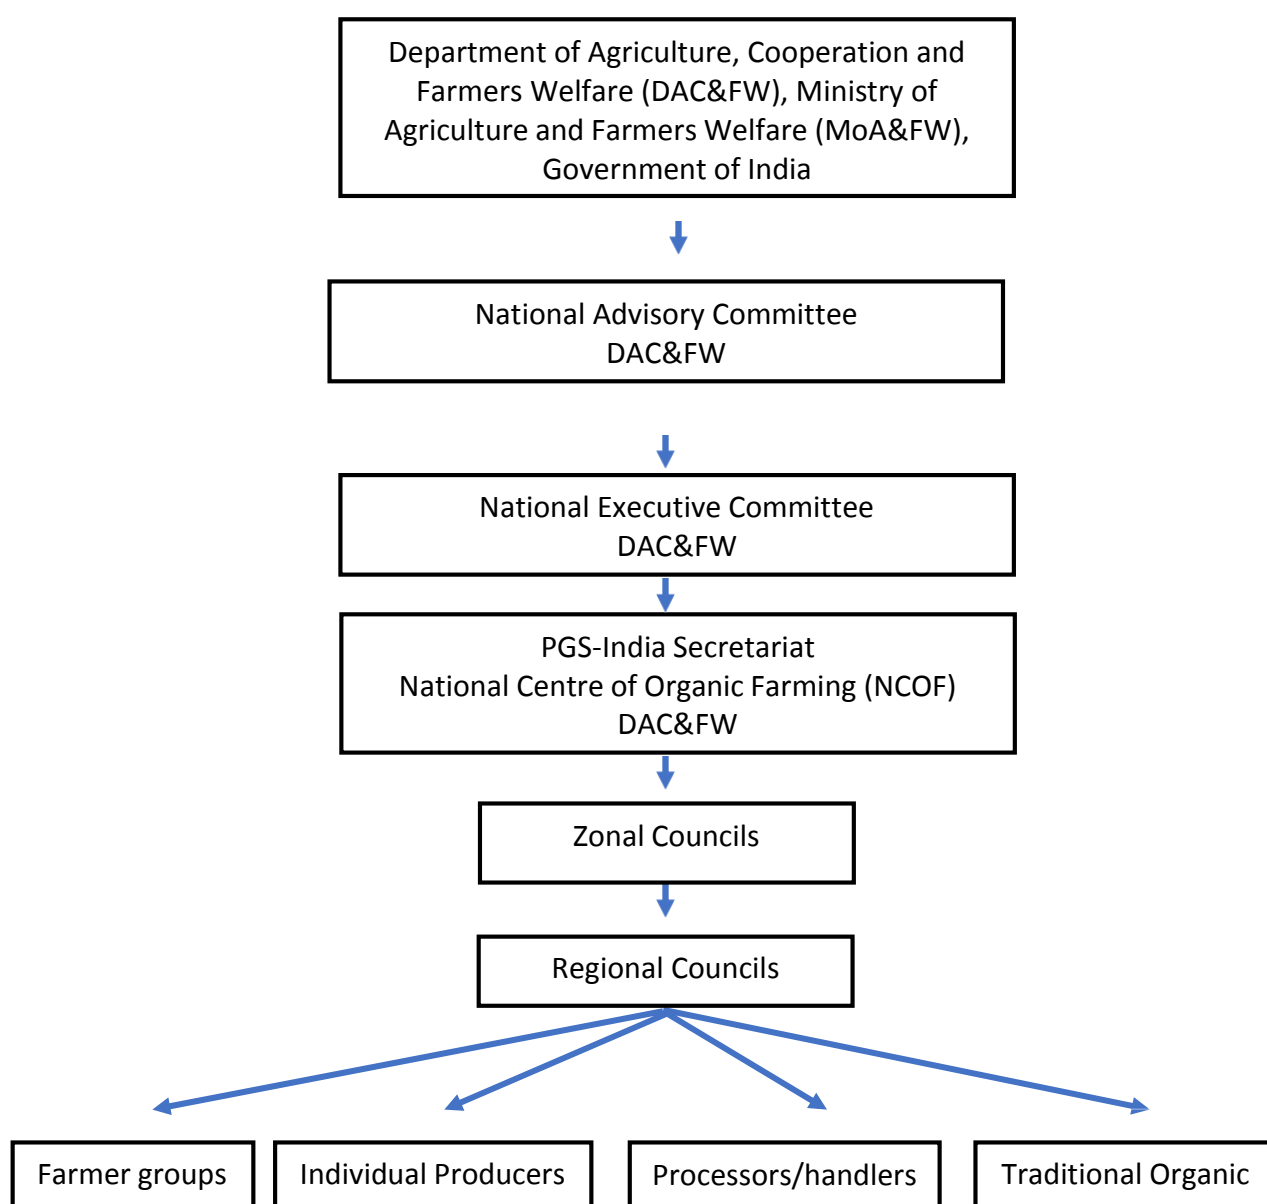 Department of Agriculture, Cooperation and
Farmers Welfare (DAC&FW), Ministry of
Agriculture and Farmers Welfare (MoA&FW),
Government of India
National Advisory Committee
DAC&FW
National Executive Committee
DAC&FW
PGS-India Secretariat
National Centre of Organic Farming (NCOF)
DAC&FW
Zonal Councils
Regional Councils
Farmer groups
Individual Producers
Processors/handlers
Traditional Organic